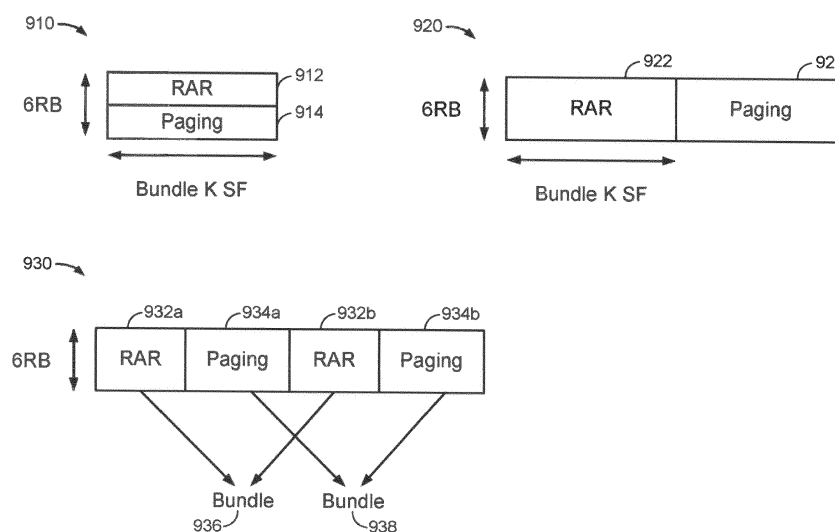 910
RAR
912
6RB
Paging
914
Bundle K SF
920
922
6RB
RAR
Paging
Bundle K SF
930
932a
934a
932b
934b
6RB
RAR
Paging
RAR
Paging
Bundle
Bundle
936
938